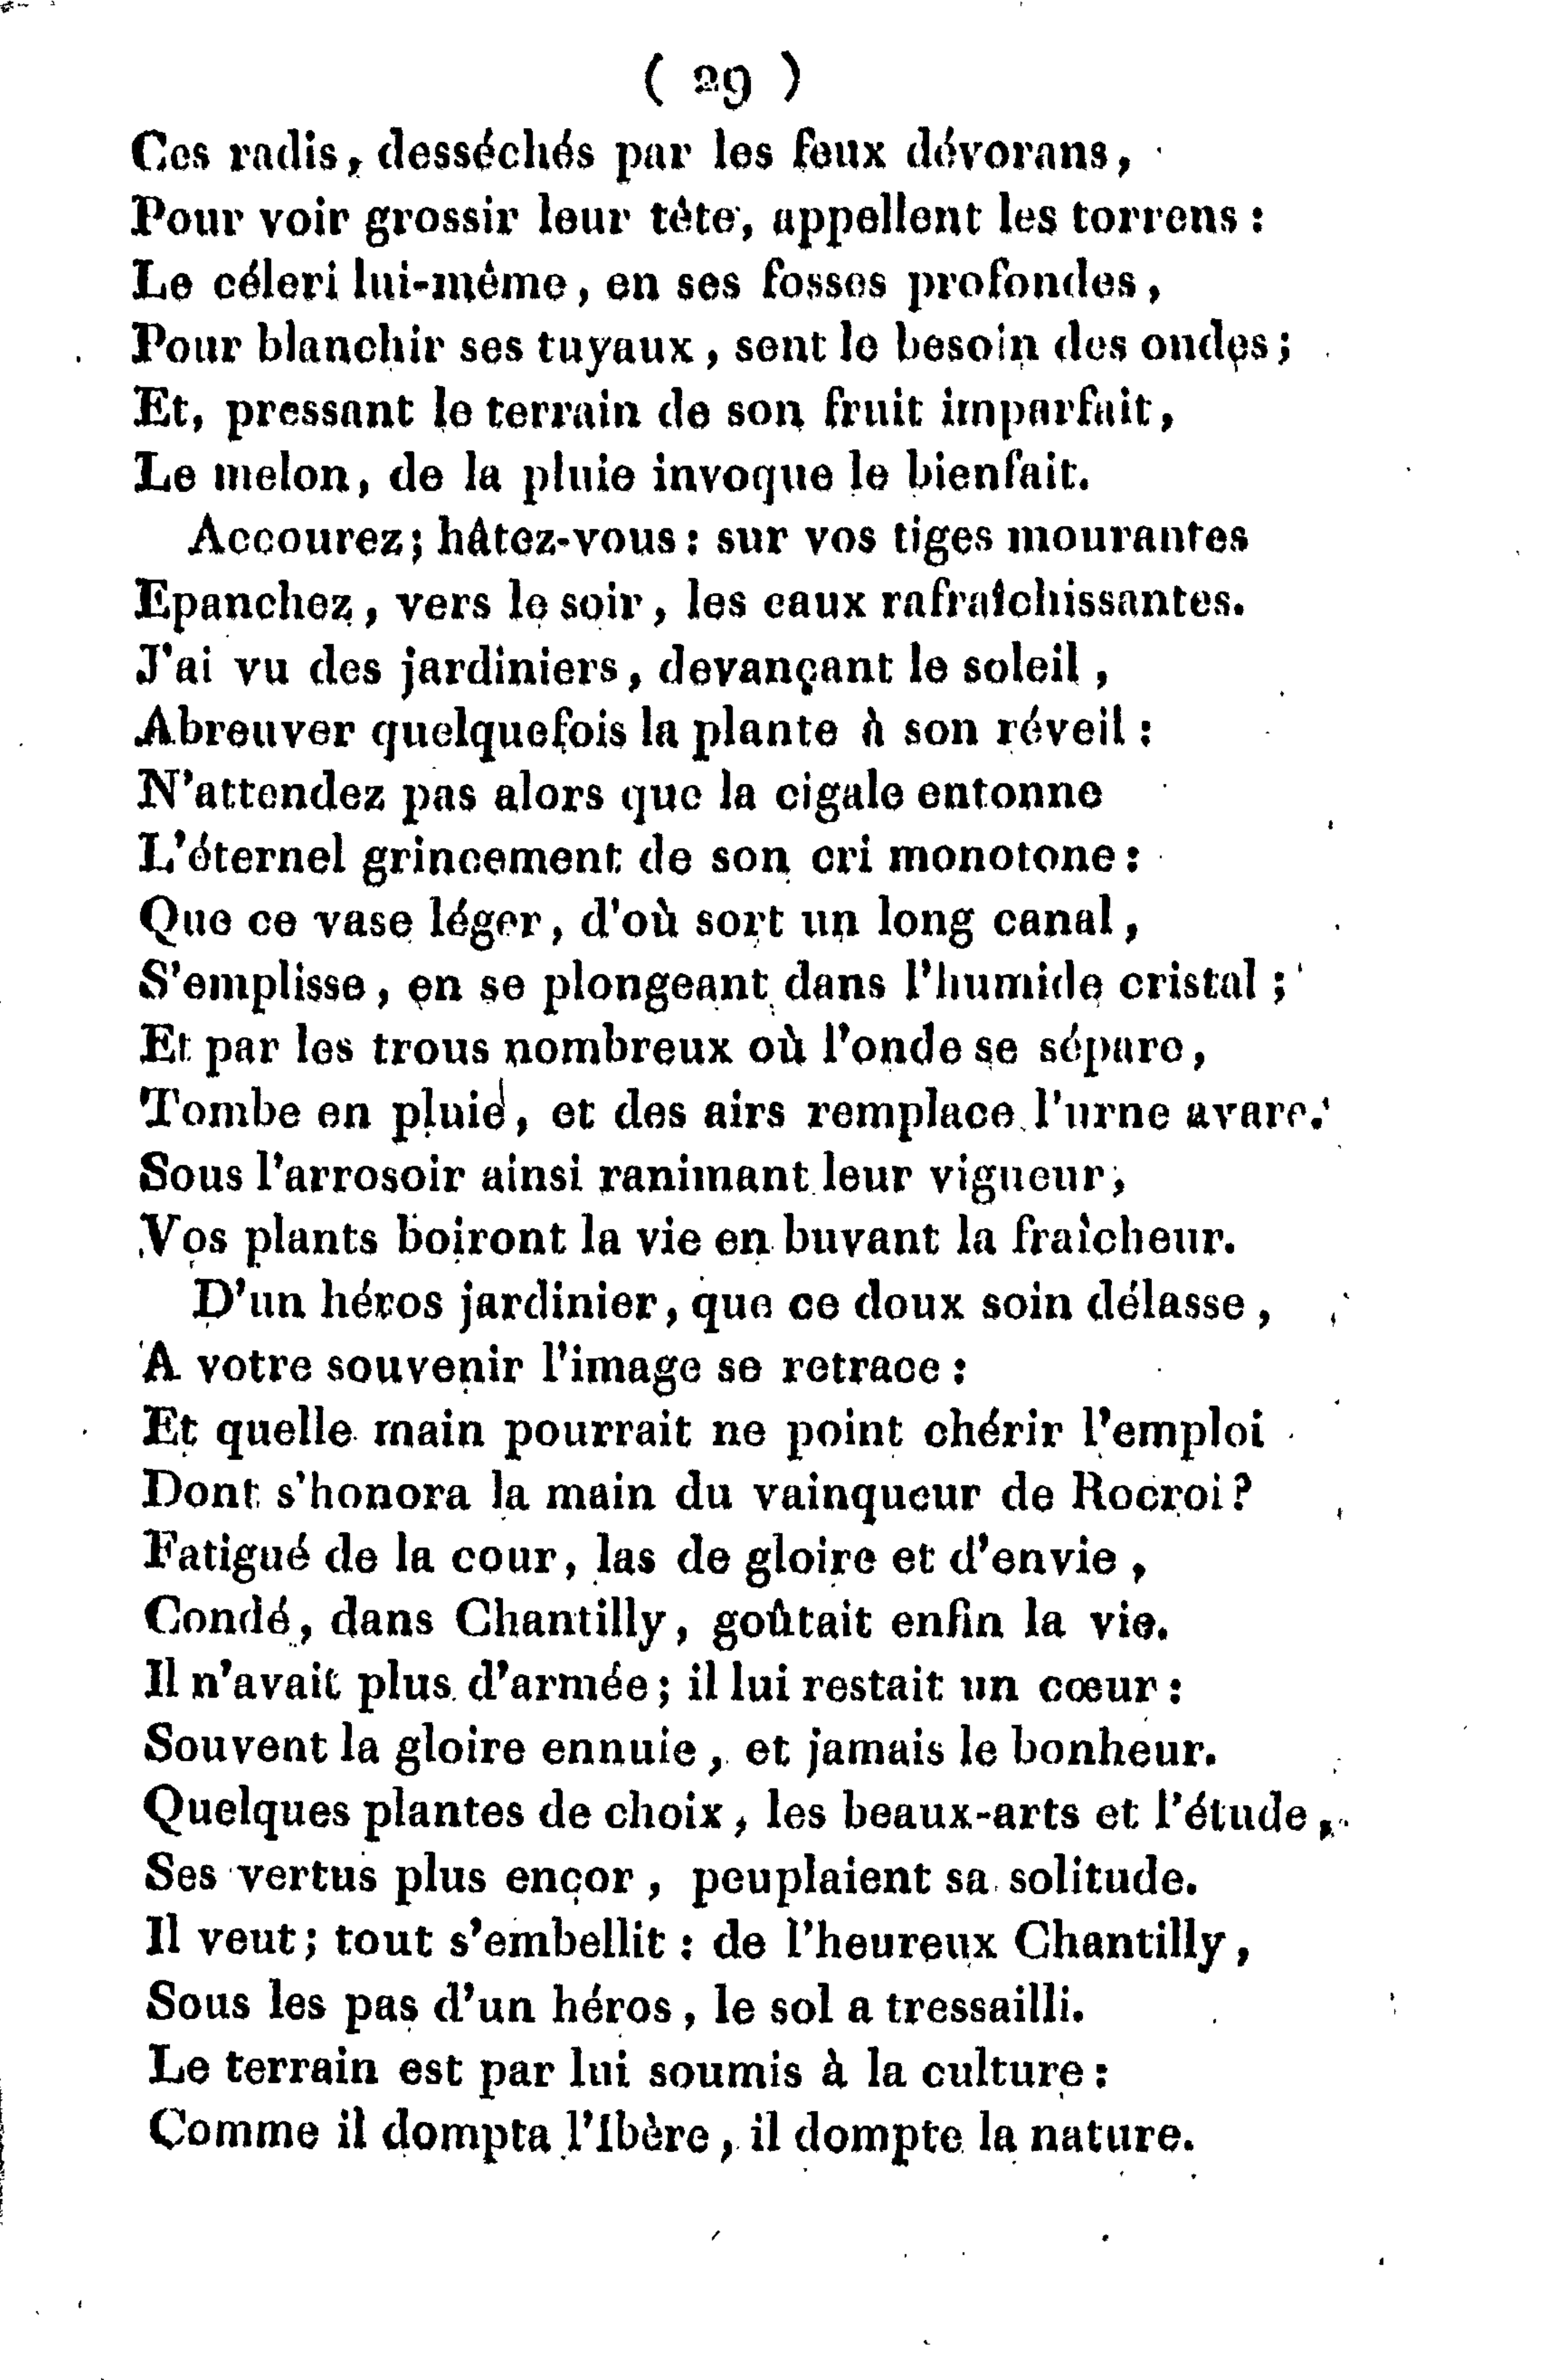 ( 29 )
Ces radis, desséchés par les feux dévorans,
Pour voir grossir leur tête, appellent les torrens :
Le céleri lui-même, en ses fosses profondes,
Pour blanchir ses tuyaux, sent le besoin des ondes;
Et, pressant le terrain de son fruit imparfait,
Le melon, de la pluie invoque le bienfait.
Accourez; hâtez-vous : sur vos tiges mourantes
Epanchez, vers le soir, les eaux rafraîchissantes.
J'ai vu des jardiniers, devançant le soleil,
Abreuver quelquefois la plante à son réveil :
N'attendez pas alors que la cigale entonne
L'éternel grincement de son cri monotone :
Que ce vase léger, d'où sort un long canal,
S'emplisse, en se plongeant dans l'humide cristal;
Et par les trous nombreux où l'onde se sépare,
Tombe en pluie, et des airs remplace l'urne avare.
Sous l'arrosoir ainsi ranimant leur vigueur,
Vos plants boiront la vie en buvant la fraîcheur.
D'un héros jardinier, que ce doux soin délasse,
A votre souvenir l'image se retrace :
Et quelle main pourrait ne point chérir l'emploi
Dont s'honora la main du vainqueur de Rocroi?
Fatigué de la cour, las de gloire et d'envie,
Condé, dans Chantilly, goûtait enfin la vie.
Il n'avait plus d'armée; il lui restait un cœur :
Souvent la gloire ennuie, et jamais le bonheur.
Quelques plantes de choix, les beaux-arts et l'étude,
Ses vertus plus encor, peuplaient sa solitude.
Il veut; tout s'embellit : de l'heureux Chantilly,
Sous les pas d'un héros, le sol a tressailli.
Le terrain est par lui soumis à la culture :
Comme il dompta l'Ibère, il dompte la nature.